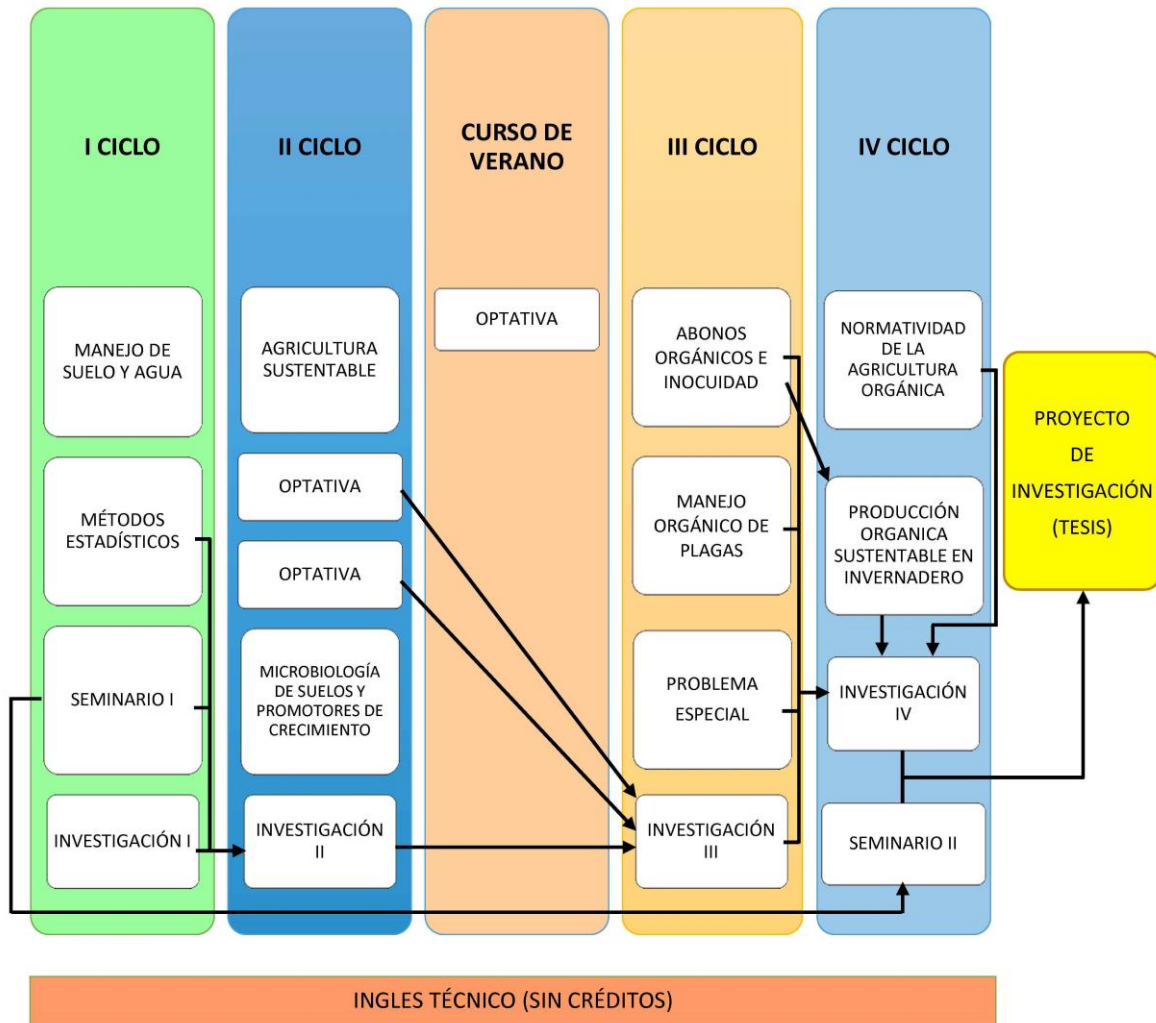 I CICLO
MANEJO DE
SUELO Y AGUA
MÉTODOS
ESTADÍSTICOS
SEMINARIO I
INVESTIGACIÓN I
II CICLO
AGRICULTURA
SUSTENTABLE
OPTATIVA
OPTATIVA
MICROBIOLOGÍA
DE SUELOS Y
PROMOTORES DE
CRECIMIENTO
INVESTIGACIÓN
II
CURSO DE
VERANO
OPTATIVA
III CICLO
ABONOS
ORGÁNICOS E
INOCUIDAD
MANEJO
ORGÁNICO DE
PLAGAS
PROBLEMA
ESPECIAL
INVESTIGACIÓN
III
IV CICLO
NORMATIVIDAD
DE LA
AGRICULTURA
ORGÁNICA
PRODUCCIÓN
ORGANICA
SUSTENTABLE EN
INVERNADERO
INVESTIGACIÓN
IV
SEMINARIO II
PROYECTO
DE
INVESTIGACIÓN
(TESIS)
INGLES TÉCNICO (SIN CRÉDITOS)